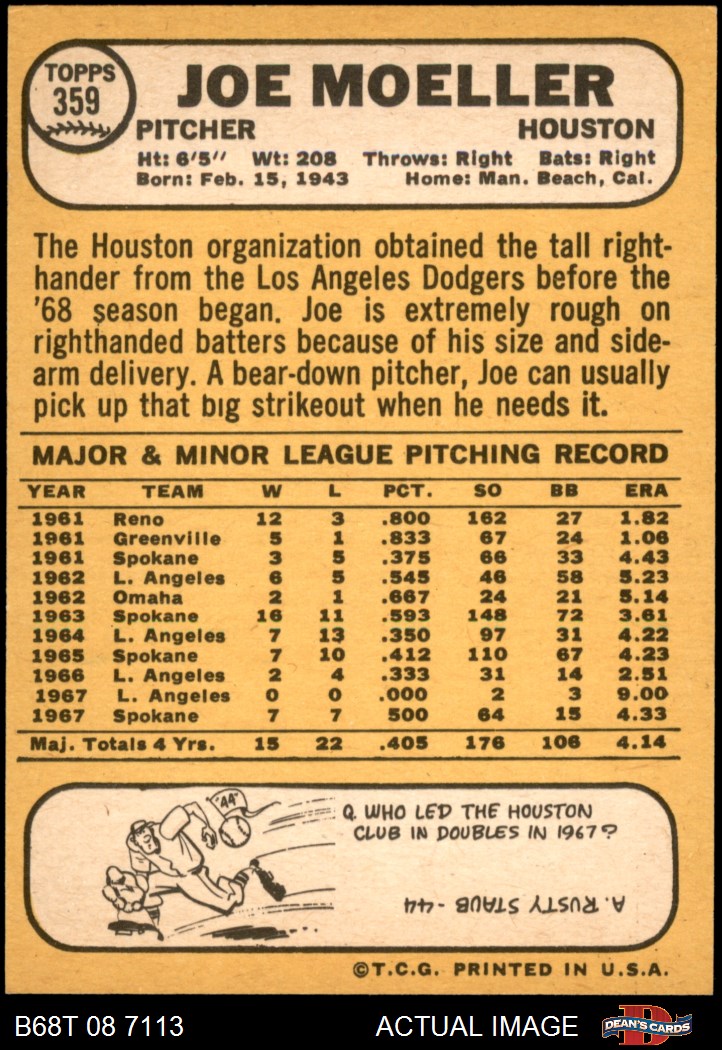 TOPPS
359
JOE MOELLER
PITCHER HOUSTON
Ht: 6'5" Wt: 208 Throws: Right Bats: Right
Born: Feb. 15, 1943 Home: Man. Beach, Cal.
The Houston organization obtained the tall right-
hander from the Los Angeles Dodgers before the
'68 season began. Joe is extremely rough on
righthanded batters because of his size and side-
arm delivery. A bear-down pitcher, Joe can usually
pick up that big strikeout when he needs it.
MAJOR & MINOR LEAGUE PITCHING RECORD
YEAR TEAM W L PCT. SO BB ERA
1961 Reno 12 3 .800 162 27 1.82
1961 Greenville 5 1 .833 67 24 1.06
1961 Spokane 3 5 .375 66 33 4.43
1962 L. Angeles 6 5 .545 46 58 5.23
1962 Omaha 2 1 .667 24 21 5.14
1963 Spokane 16 11 .593 148 72 3.61
1964 L. Angeles 7 13 .350 97 31 4.22
1965 Spokane 7 10 .412 110 67 4.23
1966 L. Angeles 2 4 .333 31 14 2.51
1967 L. Angeles 0 0 .000 2 3 9.00
1967 Spokane 7 7 500 64 15 4.33
Maj. Totals 4 Yrs. 15 22 .405 176 106 4.14
"44"
Q. WHO LED THE HOUSTON
CLUB IN DOUBLES IN 1967?
A. RUSTY STAUB - 44
©T.C.G. PRINTED IN U.S.A.
B68T 08 7113 ACTUAL IMAGE D DEAN'S CARDS